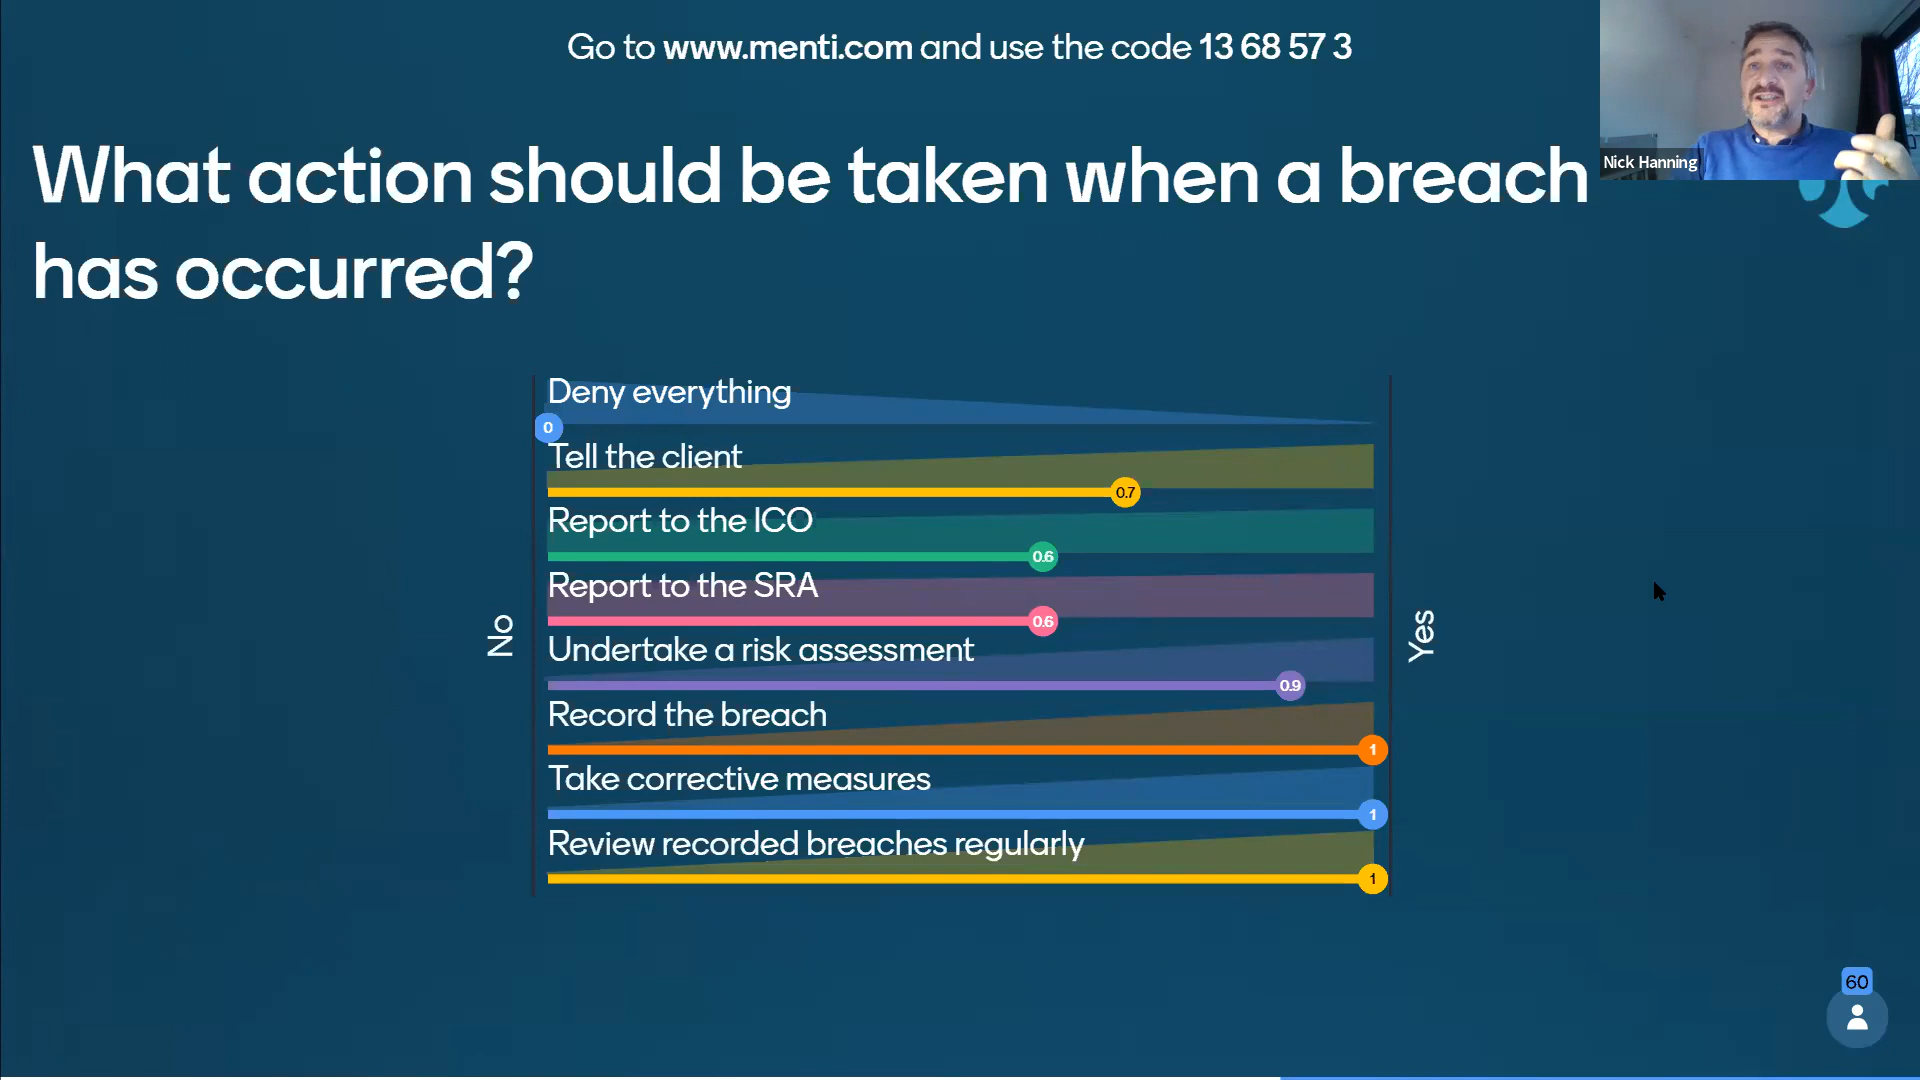 Go to www.menti.com and use the code 13 68 57 3
Nick Hanning
What action should be taken when a breach
has occurred?
No
Deny everything
0
Tell the client
0.7
Report to the ICO
0.6
Report to the SRA
0.6
Undertake a risk assessment
0.9
Record the breach
1
Take corrective measures
1
Review recorded breaches regularly
1
Yes
60